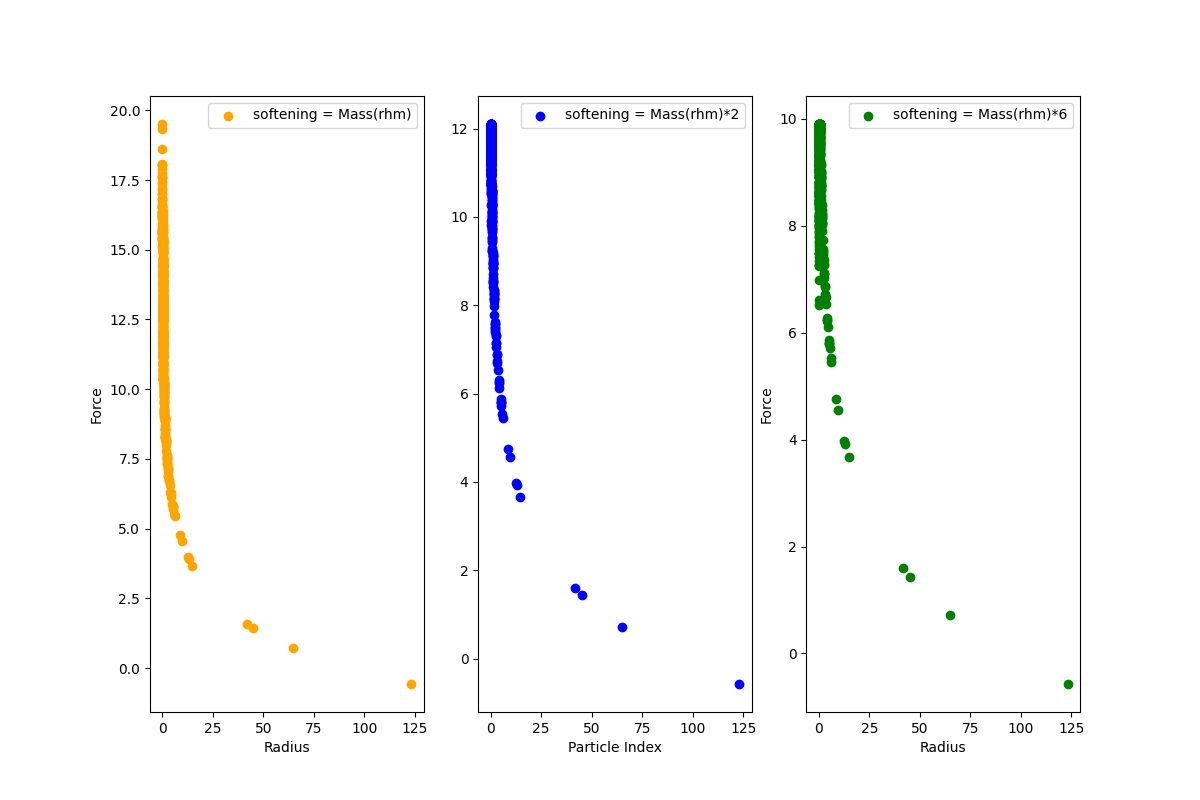 softening = Mass(rhm)
20.0
17.5
15.0
12.5
10.0
7.5
5.0
2.5
0.0
Force
0 25 50 75 100 125
Radius
softening = Mass(rhm)*2
12
10
8
6
4
2
0
0 25 50 75 100 125
Particle Index
softening = Mass(rhm)*6
10
8
6
4
2
0
Force
0 25 50 75 100 125
Radius